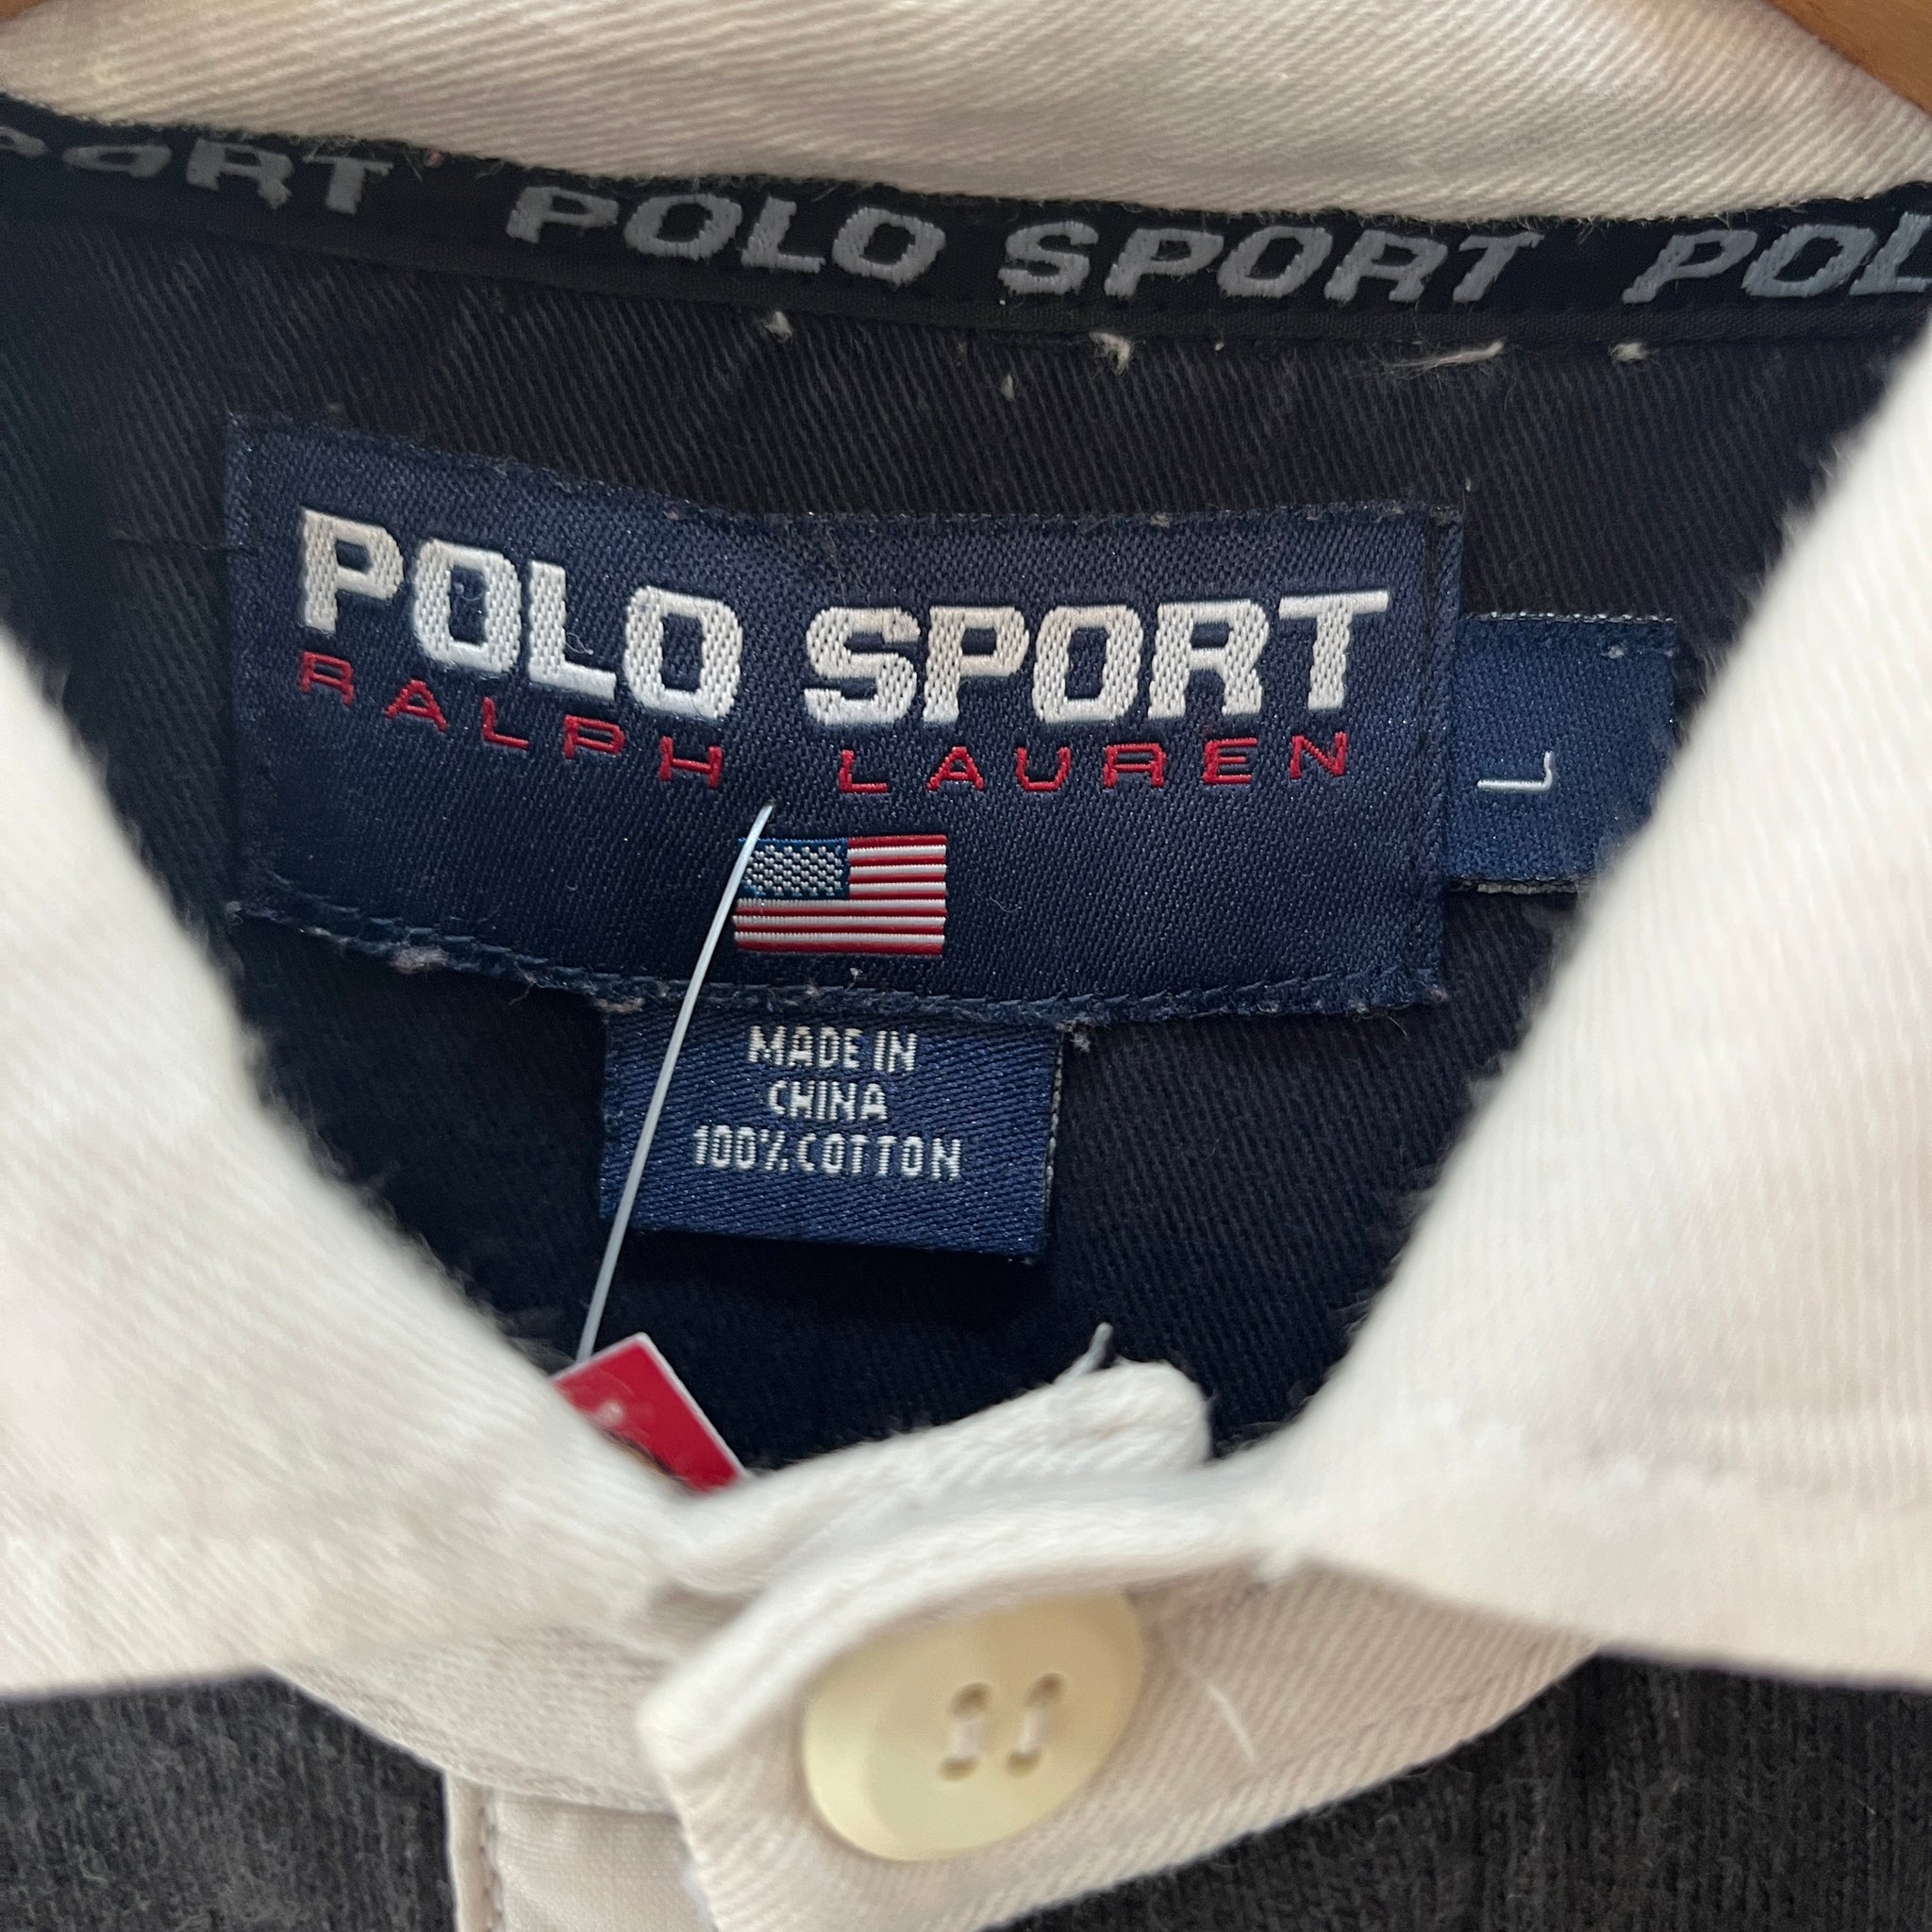 PORT POLO SPORT POL
POLO SPORT
RALPH LAUREN
L
MADE IN
CHINA
100% COTTON